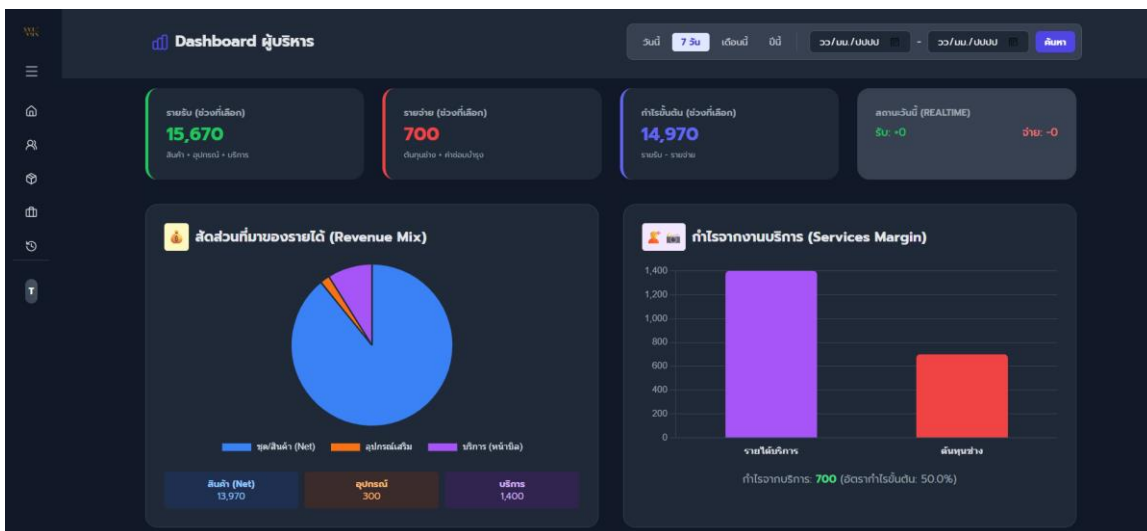 Dashboard ผู้บริหาร
วันนี้ 7 วัน เดือนนี้ ปีนี้ วว/มม./ปปปป - วว/มม./ปปปป ค้นหา
รายรับ (ช่วงที่เลือก)
15,670
สินค้า + อุปกรณ์ + บริการ
รายจ่าย (ช่วงที่เลือก)
700
ต้นทุนช่าง + ค่าซ่อมบำรุง
กำไรขั้นต้น (ช่วงที่เลือก)
14,970
รายรับ - รายจ่าย
สถานะวันนี้ (REALTIME)
รับ: +0 จ่าย: -0
T
สัดส่วนที่มาของรายได้ (Revenue Mix)
ชุด/สินค้า (Net) อุปกรณ์เสริม บริการ (หน้าบิล)
สินค้า (Net)
13,970
อุปกรณ์
300
บริการ
1,400
กำไรจากงานบริการ (Services Margin)
1,400
1,200
1,000
800
600
400
200
0
รายได้บริการ ต้นทุนช่าง
กำไรจากบริการ: 700 (อัตรากำไรขั้นต้น: 50.0%)